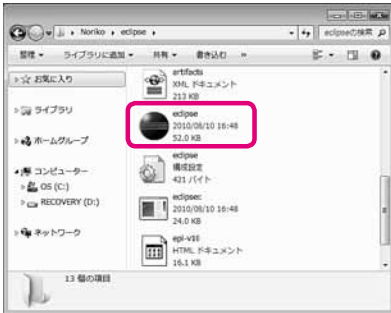 Noriko ▸ eclipse ▸
eclipseの検索
整理 ▾ ライブラリに追加 ▾ 共有 ▾ 書き込む »
お気に入り
ライブラリ
ホームグループ
コンピューター
OS (C:)
RECOVERY (D:)
ネットワーク
artifacts
XML ドキュメント
213 KB
eclipse
2010/08/10 16:48
52.0 KB
eclipse
構成設定
421 バイト
eclipsec
2010/08/10 16:48
24.0 KB
epl-v10
HTML ドキュメント
16.1 KB
13 個の項目